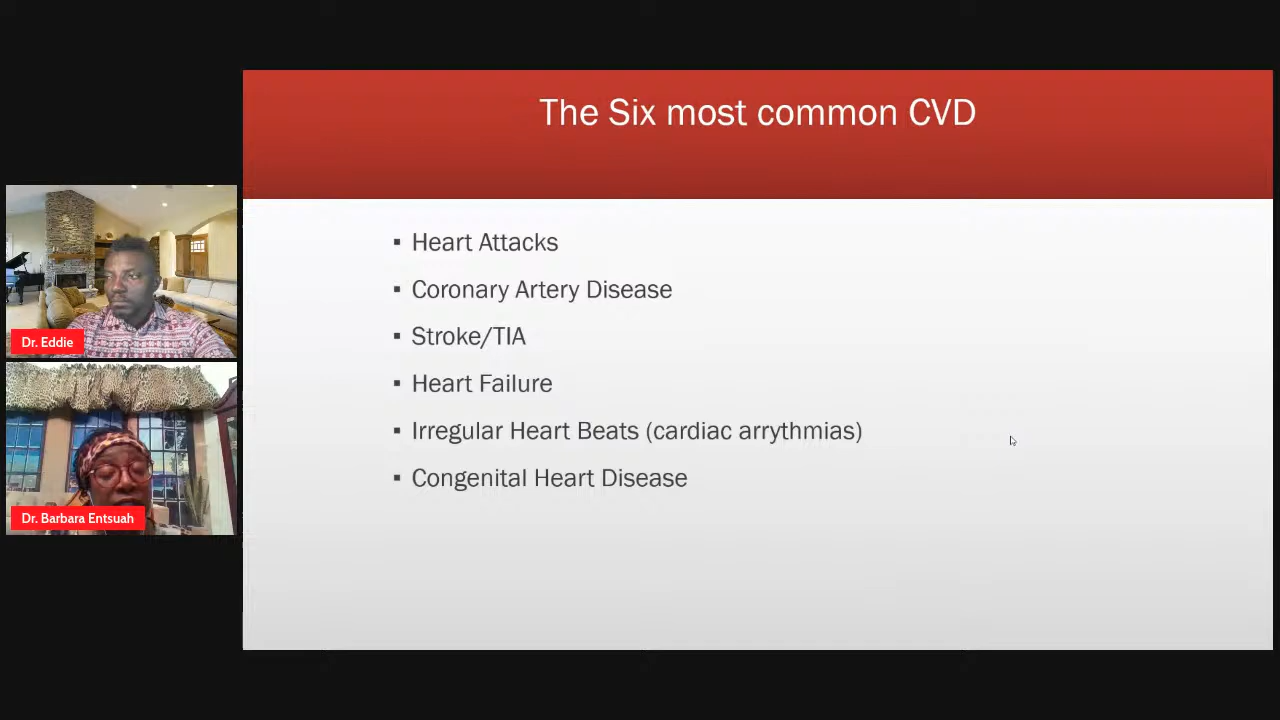 The Six most common CVD
▪ Heart Attacks
▪ Coronary Artery Disease
▪ Stroke/TIA
▪ Heart Failure
▪ Irregular Heart Beats (cardiac arrythmias)
▪ Congenital Heart Disease
Dr. Eddie
Dr. Barbara Entsuah